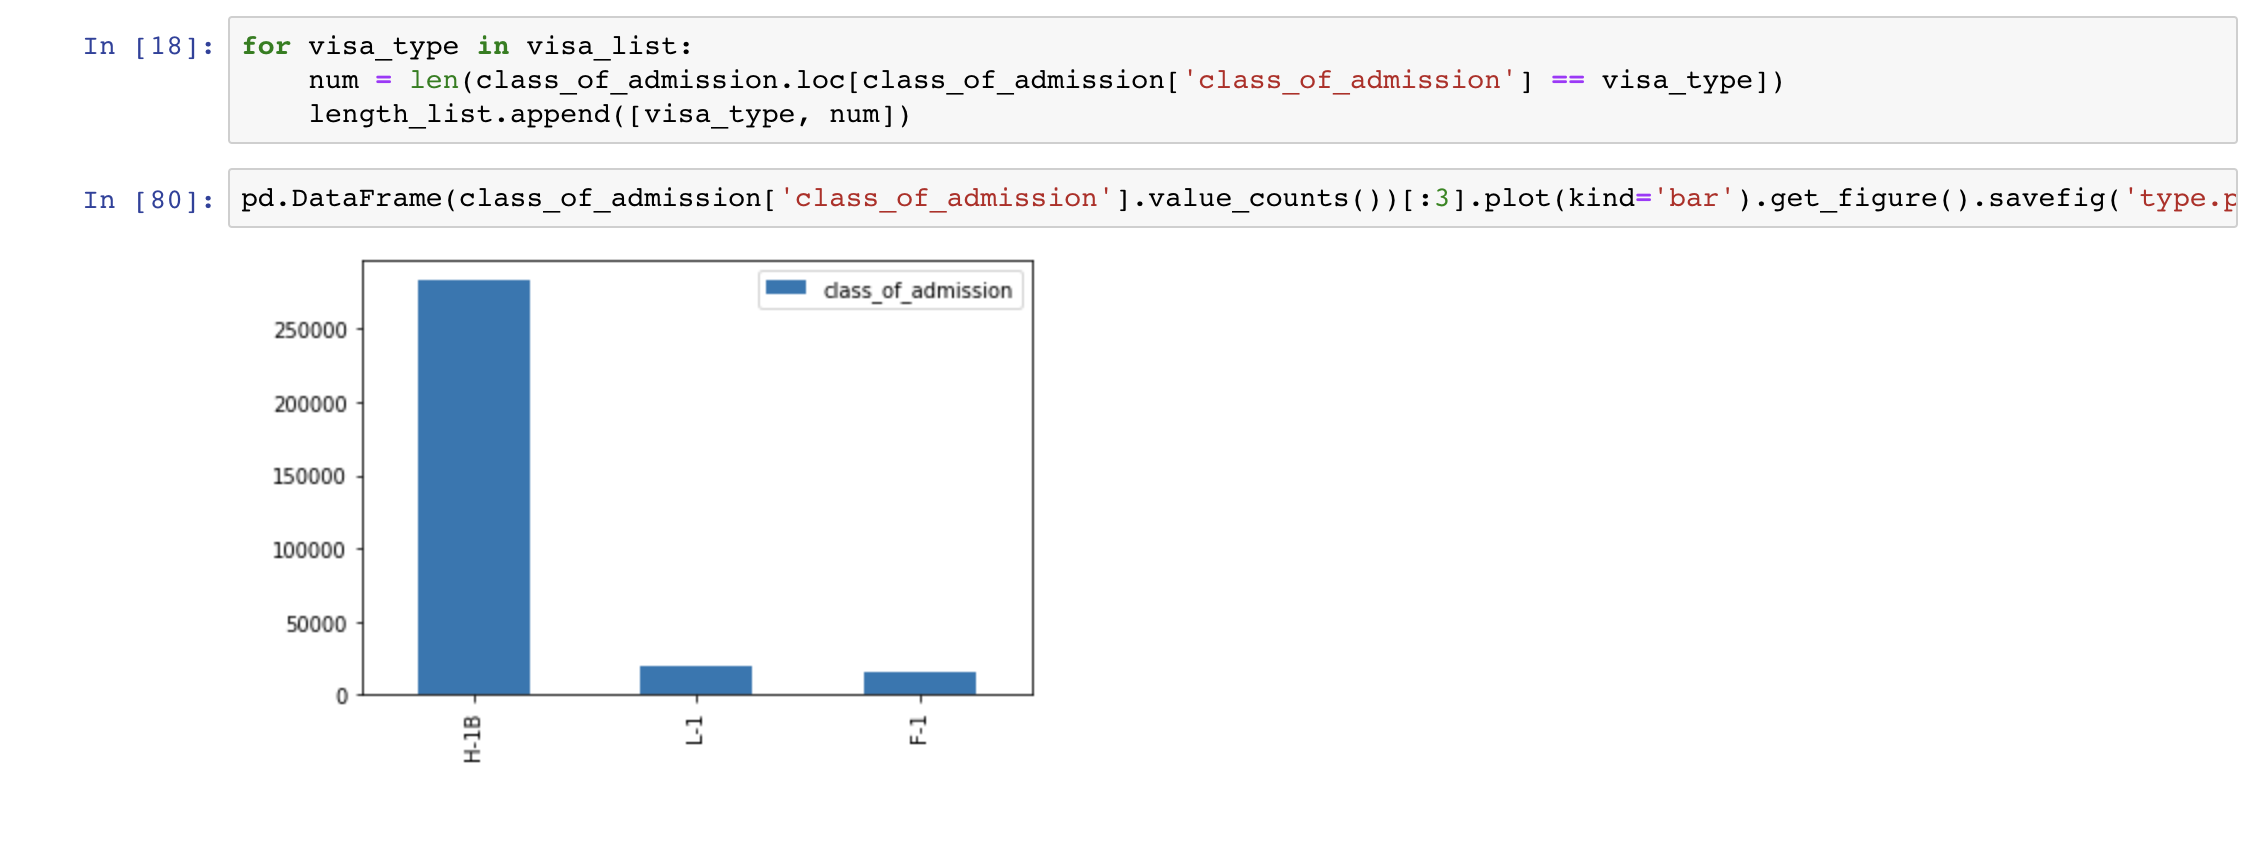 In [18]: for visa_type in visa_list:
num = len(class_of_admission.loc[class_of_admission['class_of_admission'] == visa_type])
length_list.append([visa_type, num])
In [80]: pd.DataFrame(class_of_admission['class_of_admission'].value_counts())[:3].plot(kind='bar').get_figure().savefig('type.p
class_of_admission
250000
200000
150000
100000
50000
0
H-1B
L-1
F-1